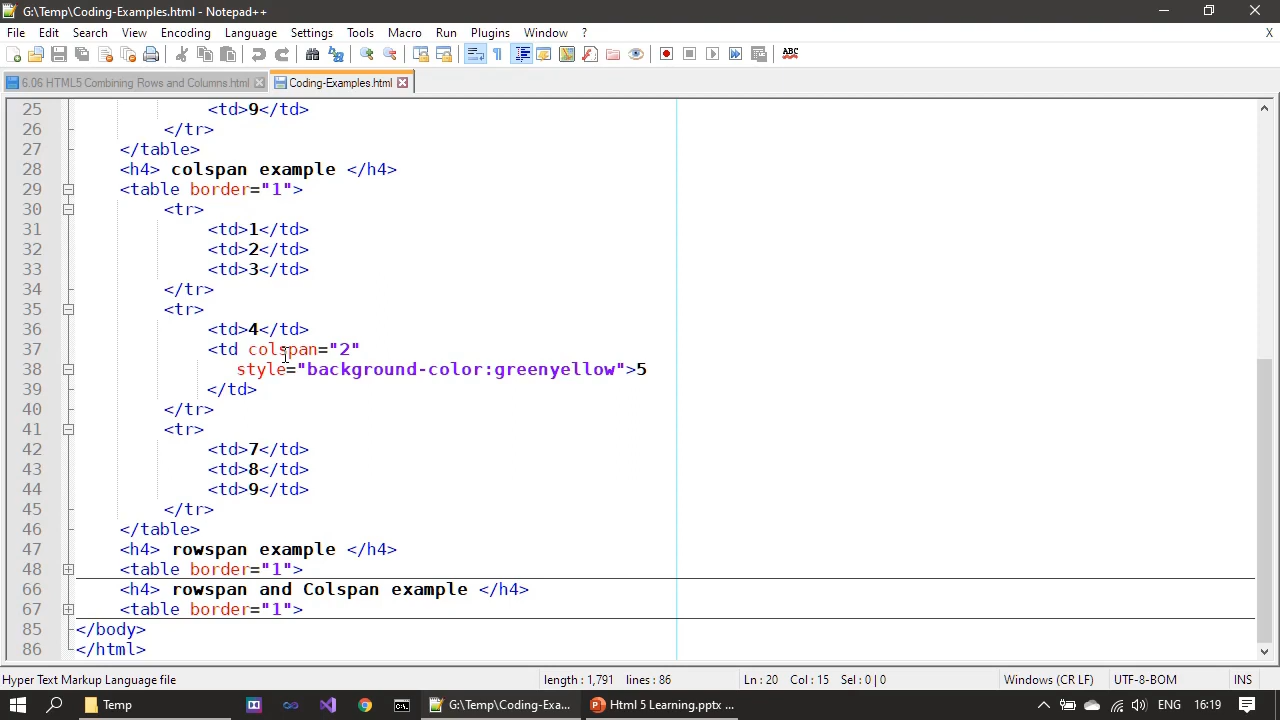 G:\Temp\Coding-Examples.html - Notepad++
File Edit Search View Encoding Language Settings Tools Macro Run Plugins Window ? X
ABC
6.06 HTML5 Combining Rows and Columns.html Coding-Examples.html
25 <td>9</td>
26 </tr>
27 </table>
28 <h4> colspan example </h4>
29 <table border="1">
30 <tr>
31 <td>1</td>
32 <td>2</td>
33 <td>3</td>
34 </tr>
35 <tr>
36 <td>4</td>
37 <td colspan="2"
38 style="background-color:greenyellow">5
39 </td>
40 </tr>
41 <tr>
42 <td>7</td>
43 <td>8</td>
44 <td>9</td>
45 </tr>
46 </table>
47 <h4> rowspan example </h4>
48 <table border="1">
66 <h4> rowspan and Colspan example </h4>
67 <table border="1">
85 </body>
86 </html>
Hyper Text Markup Language file length : 1,791 lines : 86 Ln : 20 Col : 15 Sel : 0 | 0 Windows (CR LF) UTF-8-BOM INS
Temp G:\Temp\Coding-Exa... Html 5 Learning.pptx ... ENG 16:19